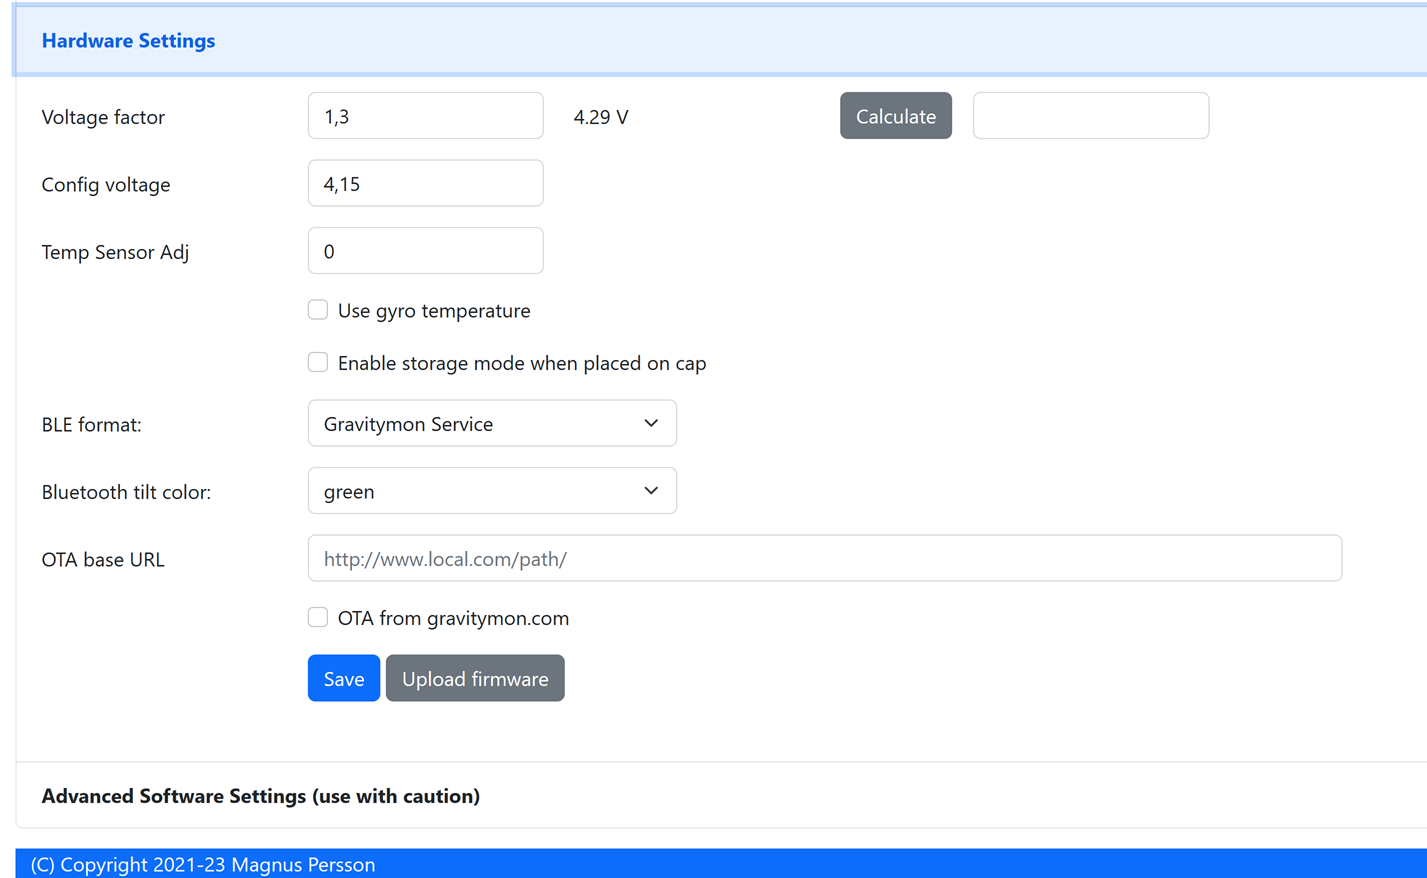 Hardware Settings
Voltage factor 1,3 4.29 V Calculate
Config voltage 4,15
Temp Sensor Adj 0
Use gyro temperature
Enable storage mode when placed on cap
BLE format: Gravitymon Service
Bluetooth tilt color: green
OTA base URL http://www.local.com/path/
OTA from gravitymon.com
Save Upload firmware
Advanced Software Settings (use with caution)
(C) Copyright 2021-23 Magnus Persson